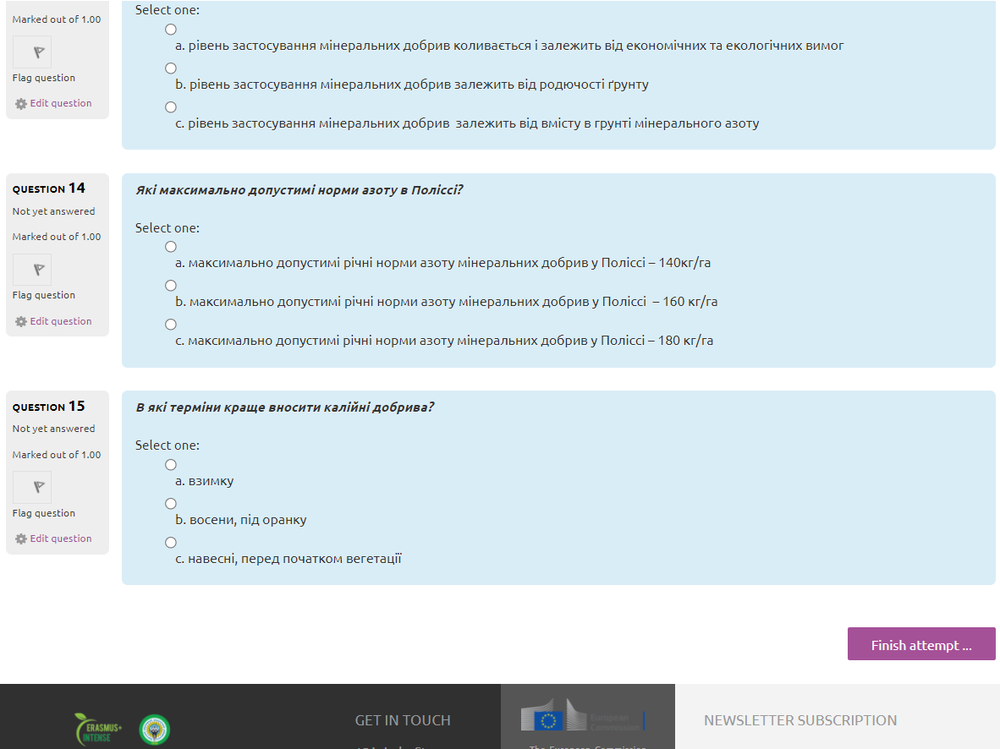 Marked out of 1.00
Flag question
Edit question
Select one:
a. рівень застосування мінеральних добрив коливається і залежить від економічних та екологічних вимог
b. рівень застосування мінеральних добрив залежить від родючості ґрунту
c. рівень застосування мінеральних добрив залежить від вмісту в грунті мінерального азоту
QUESTION 14
Not yet answered
Marked out of 1.00
Flag question
Edit question
Які максимально допустимі норми азоту в Поліссі?
Select one:
a. максимально допустимі річні норми азоту мінеральних добрив у Поліссі – 140кг/га
b. максимально допустимі річні норми азоту мінеральних добрив у Поліссі – 160 кг/га
c. максимально допустимі річні норми азоту мінеральних добрив у Поліссі – 180 кг/га
QUESTION 15
Not yet answered
Marked out of 1.00
Flag question
Edit question
В які терміни краще вносити калійні добрива?
Select one:
a. взимку
b. восени, під оранку
c. навесні, перед початком вегетації
Finish attempt ...
ERASMUS+
INTENSE
GET IN TOUCH
European
Commission
NEWSLETTER SUBSCRIPTION
The European Commission